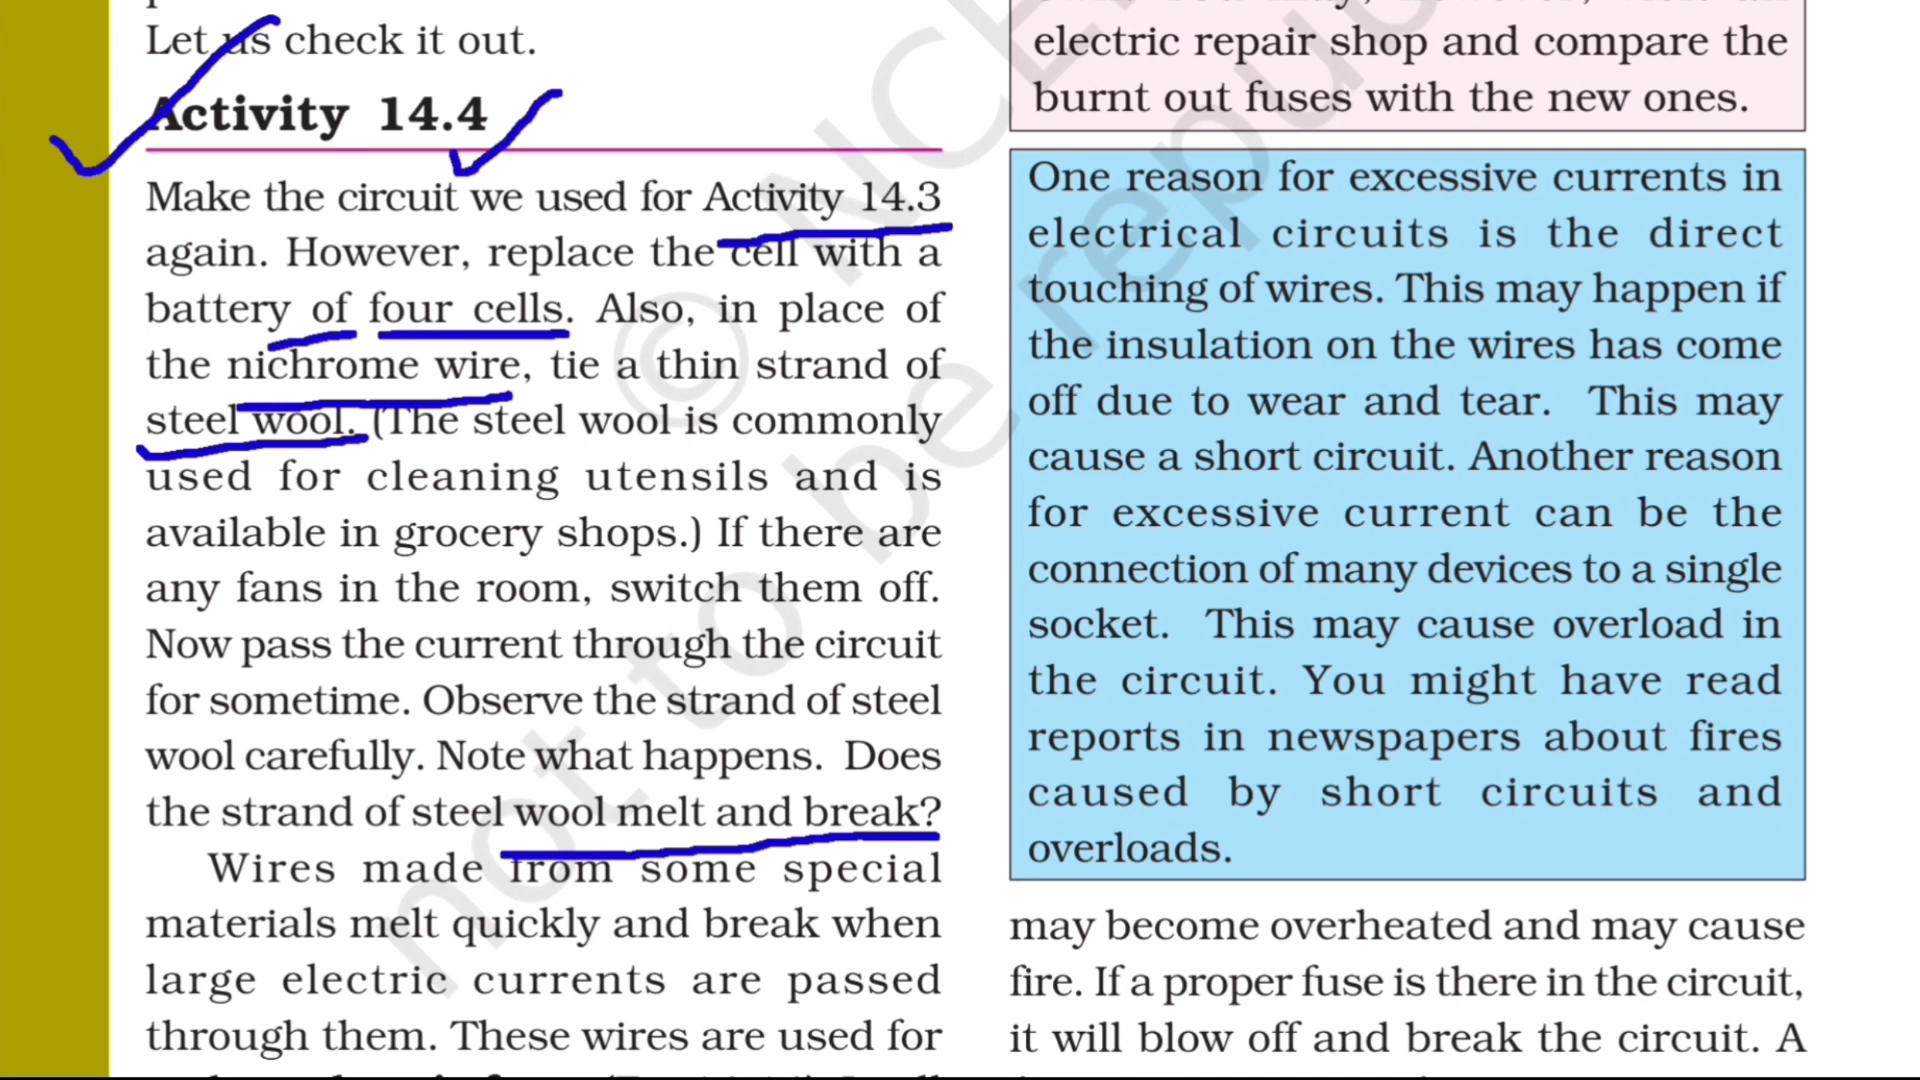 Let us check it out.
Activity 14.4
Make the circuit we used for Activity 14.3
again. However, replace the cell with a
battery of four cells. Also, in place of
the nichrome wire, tie a thin strand of
steel wool. (The steel wool is commonly
used for cleaning utensils and is
available in grocery shops.) If there are
any fans in the room, switch them off.
Now pass the current through the circuit
for sometime. Observe the strand of steel
wool carefully. Note what happens. Does
the strand of steel wool melt and break?
Wires made from some special
materials melt quickly and break when
large electric currents are passed
through them. These wires are used for
electric repair shop and compare the
burnt out fuses with the new ones.
One reason for excessive currents in
electrical circuits is the direct
touching of wires. This may happen if
the insulation on the wires has come
off due to wear and tear. This may
cause a short circuit. Another reason
for excessive current can be the
connection of many devices to a single
socket. This may cause overload in
the circuit. You might have read
reports in newspapers about fires
caused by short circuits and
overloads.
may become overheated and may cause
fire. If a proper fuse is there in the circuit,
it will blow off and break the circuit. A
© NCE
not to be repub